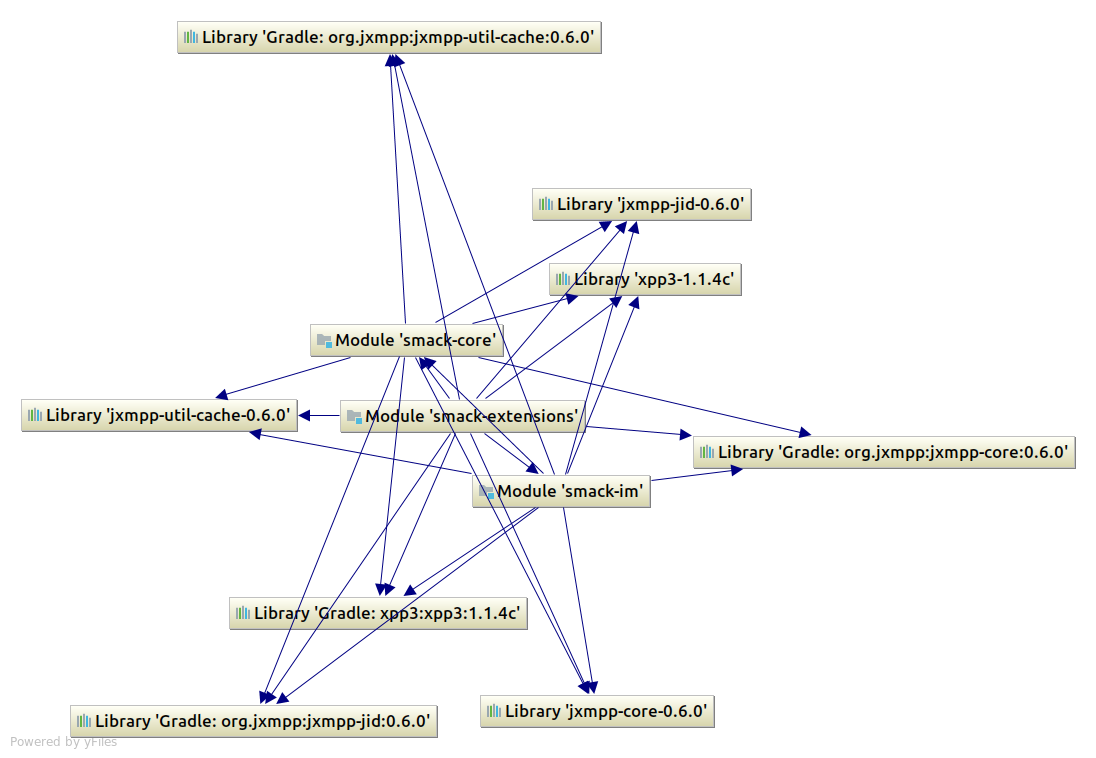 Library 'Gradle: org.jxmpp:jxmpp-util-cache:0.6.0'
Library 'jxmpp-jid-0.6.0'
Library 'xpp3-1.1.4c'
Module 'smack-core'
Library 'jxmpp-util-cache-0.6.0'
Module 'smack-extensions'
Library 'Gradle: org.jxmpp:jxmpp-core:0.6.0'
Module 'smack-im'
Library 'Gradle: xpp3:xpp3:1.1.4c'
Library 'jxmpp-core-0.6.0'
Library 'Gradle: org.jxmpp:jxmpp-jid:0.6.0'
Powered by yFiles